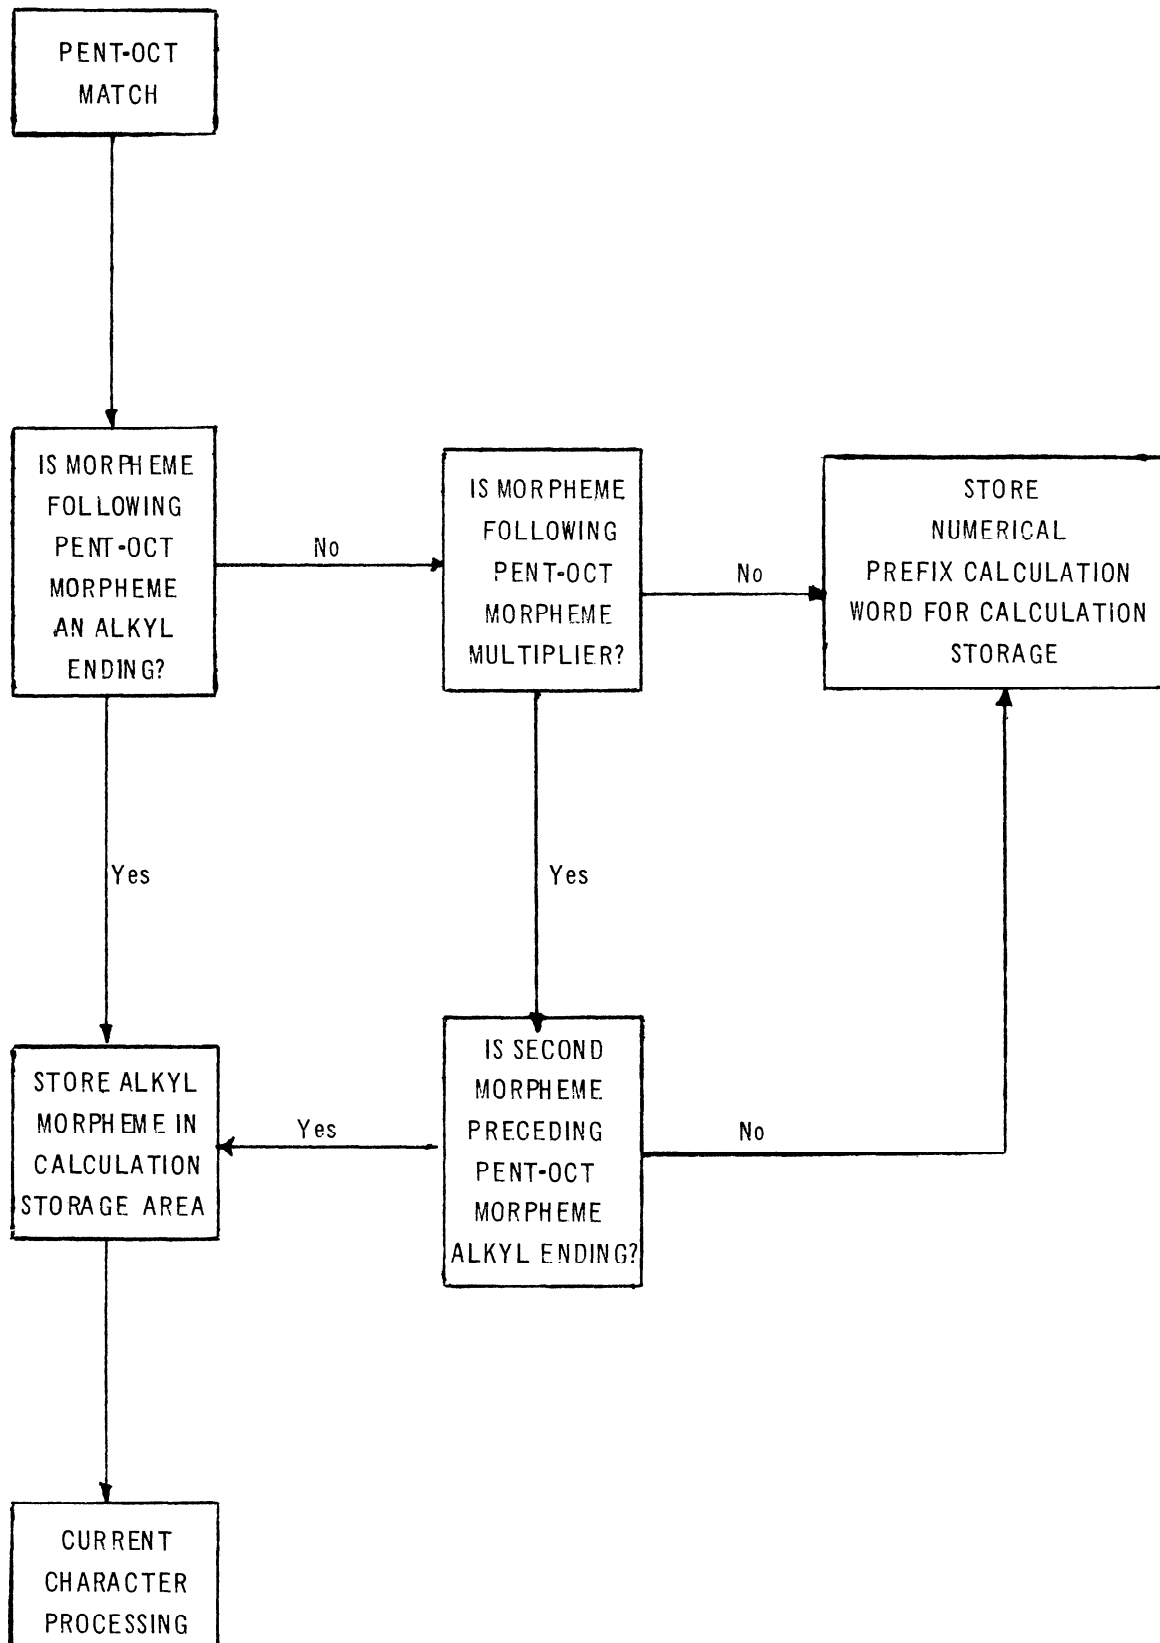 PENT-OCT
MATCH
IS MORPHEME
FOLLOWING
PENT-OCT
MORPHEME
AN ALKYL
ENDING?
No
IS MORPHEME
FOLLOWING
PENT-OCT
MORPHEME
MULTIPLIER?
No
STORE
NUMERICAL
PREFIX CALCULATION
WORD FOR CALCULATION
STORAGE
Yes
Yes
STORE ALKYL
MORPHEME IN
CALCULATION
STORAGE AREA
Yes
IS SECOND
MORPHEME
PRECEDING
PENT-OCT
MORPHEME
ALKYL ENDING?
No
CURRENT
CHARACTER
PROCESSING